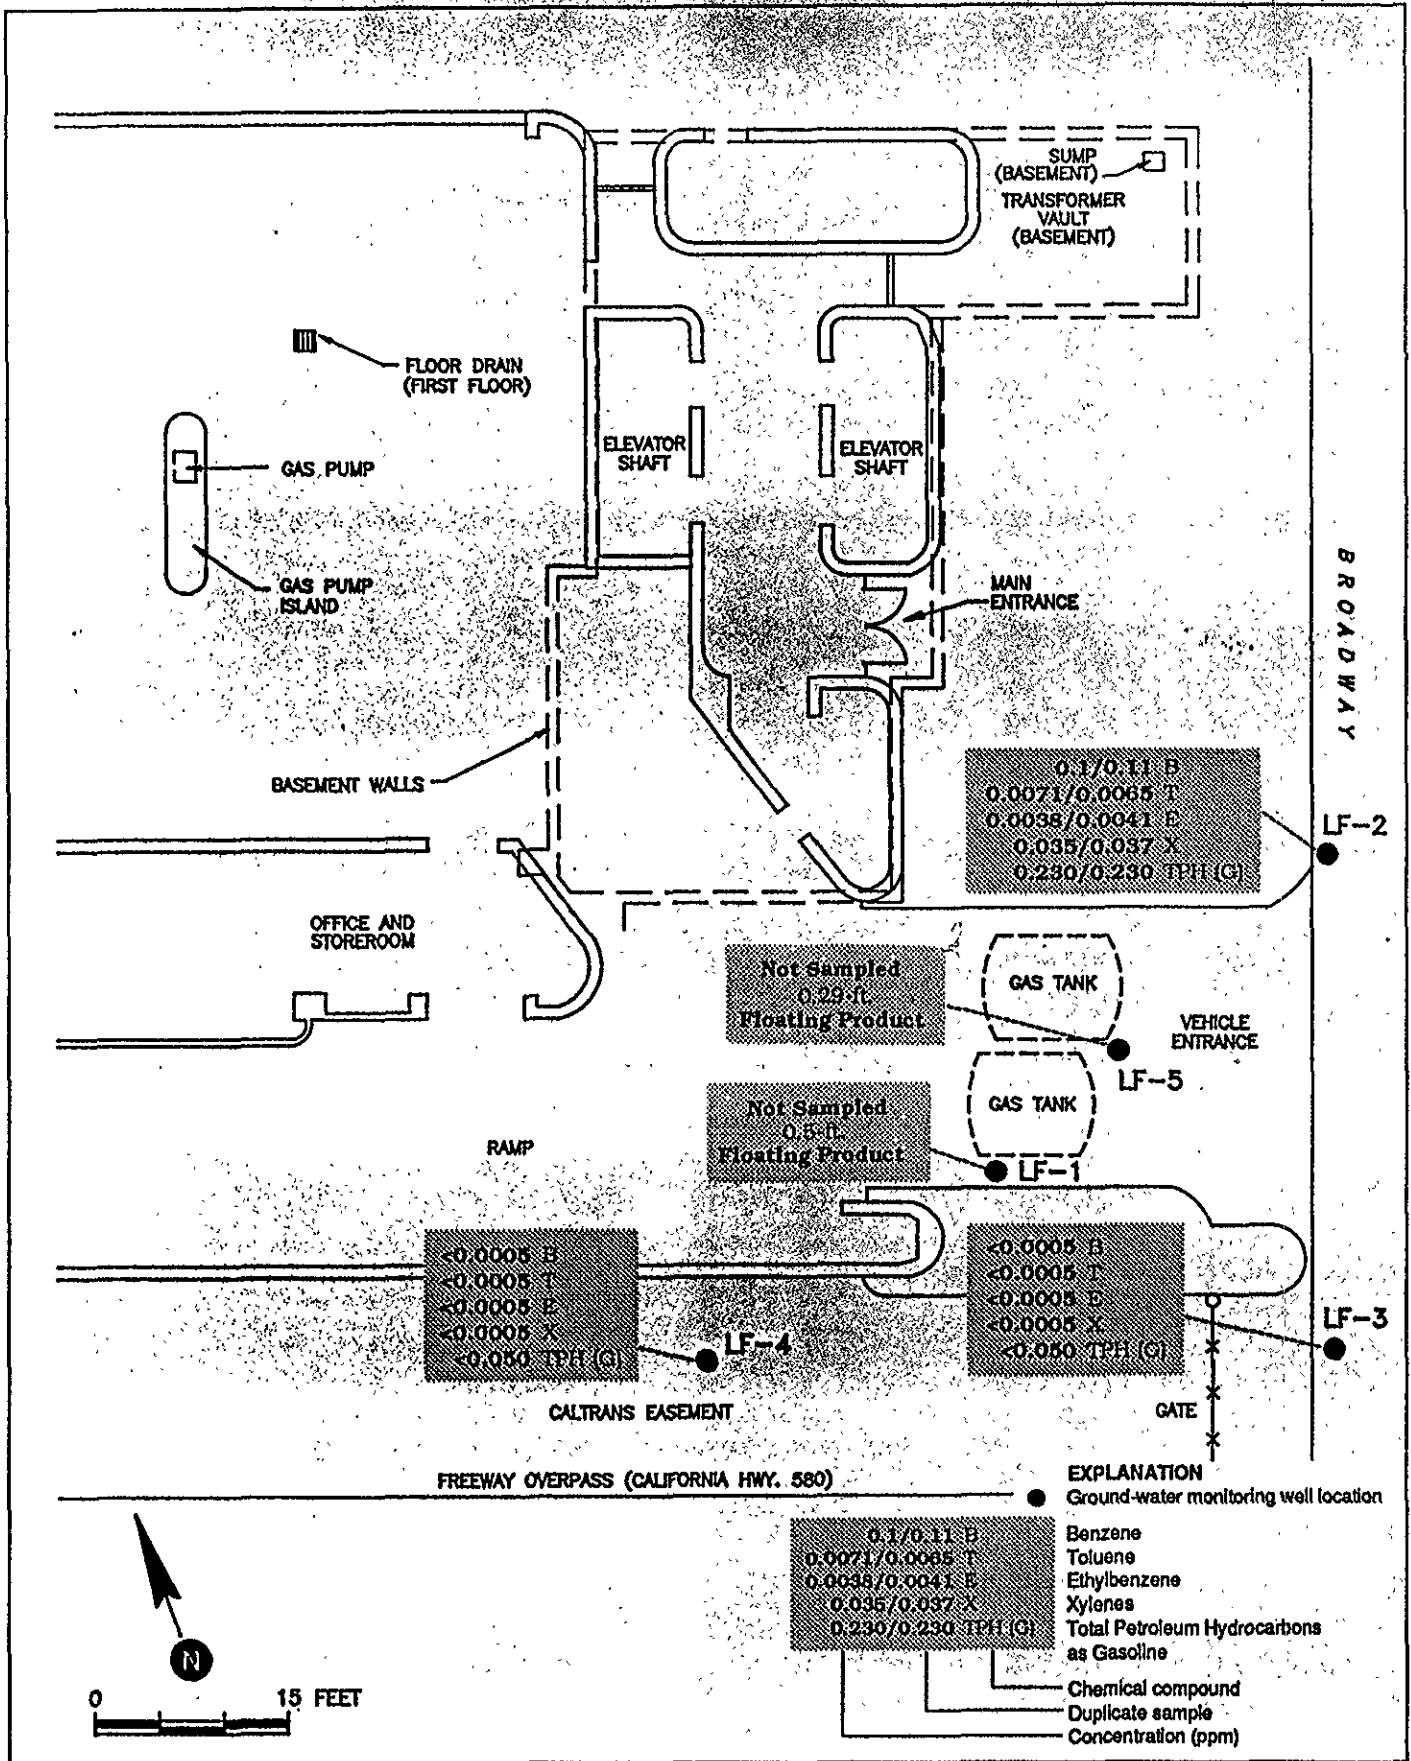 SUMP
(BASEMENT)
TRANSFORMER
VAULT
(BASEMENT)
FLOOR DRAIN
(FIRST FLOOR)
ELEVATOR
SHAFT
ELEVATOR
SHAFT
GAS PUMP
GAS PUMP
ISLAND
MAIN
ENTRANCE
BROADWAY
BASEMENT WALLS
0.1/0.11 B
0.0071/0.0065 T
0.0038/0.0041 E
0.035/0.037 X
0.230/0.230 TPH (G)
LF-2
OFFICE AND
STOREROOM
Not Sampled
0.29-ft.
Floating Product
GAS TANK
VEHICLE
ENTRANCE
LF-5
Not Sampled
0.5-ft.
Floating Product
GAS TANK
LF-1
RAMP
<0.0005 B
<0.0005 T
<0.0005 E
<0.0005 X
<0.050 TPH (G)
LF-4
<0.0005 B
<0.0005 T
<0.0005 E
<0.0005 X
<0.050 TPH (G)
LF-3
CALTRANS EASEMENT
GATE
FREEWAY OVERPASS (CALIFORNIA HWY. 580)
EXPLANATION
Ground-water monitoring well location
0.1/0.11 B
0.0071/0.0065 T
0.0038/0.0041 E
0.035/0.037 X
0.230/0.230 TPH (G)
Benzene
Toluene
Ethylbenzene
Xylenes
Total Petroleum Hydrocarbons
as Gasoline
Chemical compound
Duplicate sample
Concentration (ppm)
N
0 15 FEET